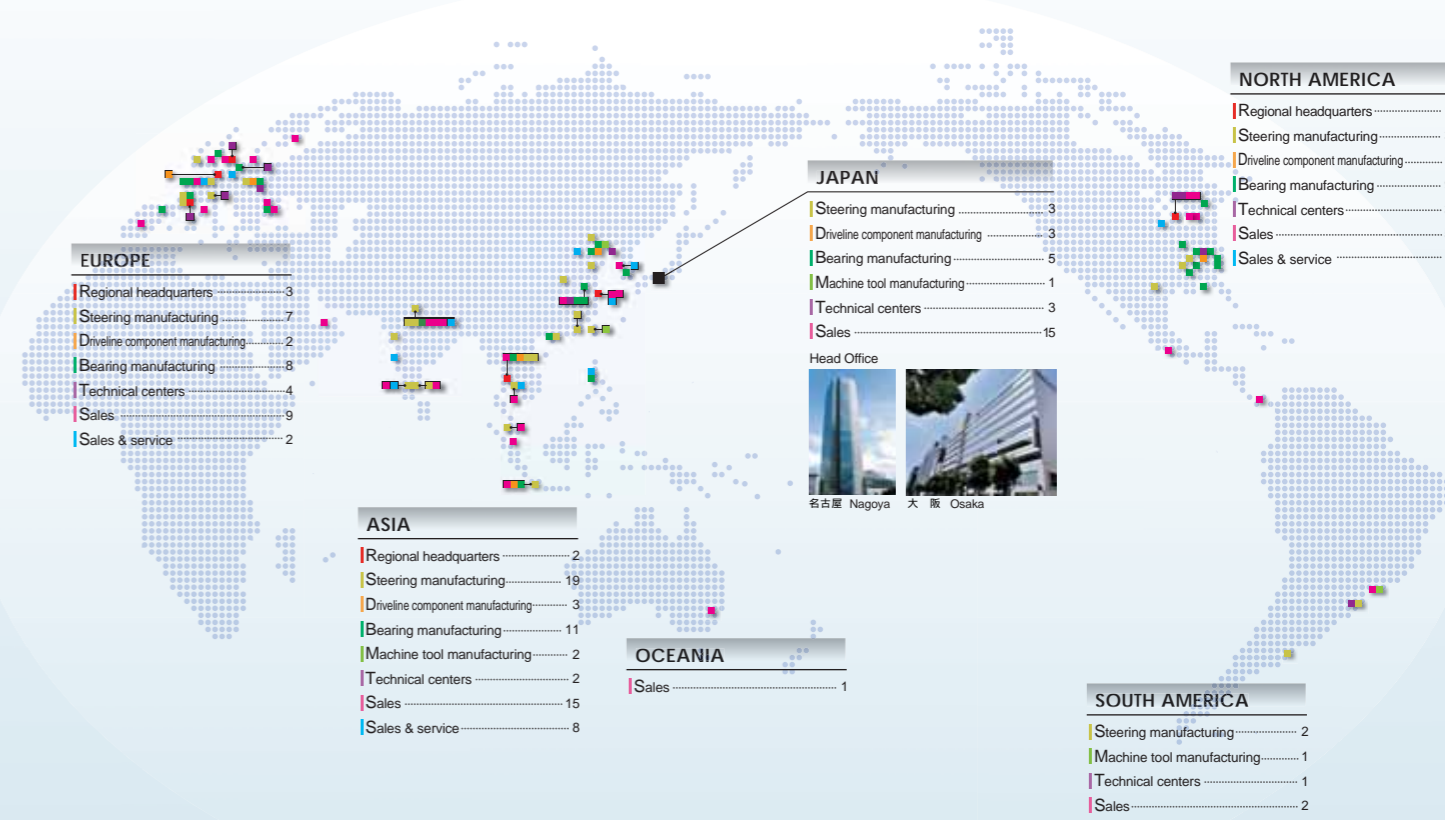 NORTH AMERICA
Regional headquarters
Steering manufacturing
Driveline component manufacturing
Bearing manufacturing
Technical centers
Sales
Sales & service
JAPAN
Steering manufacturing 3
Driveline component manufacturing 3
Bearing manufacturing 5
Machine tool manufacturing 1
Technical centers 3
Sales 15
Head Office
名古屋 Nagoya
大 阪 Osaka
EUROPE
Regional headquarters 3
Steering manufacturing 7
Driveline component manufacturing 2
Bearing manufacturing 8
Technical centers 4
Sales 9
Sales & service 2
ASIA
Regional headquarters 2
Steering manufacturing 19
Driveline component manufacturing 3
Bearing manufacturing 11
Machine tool manufacturing 2
Technical centers 2
Sales 15
Sales & service 8
OCEANIA
Sales 1
SOUTH AMERICA
Steering manufacturing 2
Machine tool manufacturing 1
Technical centers 1
Sales 2